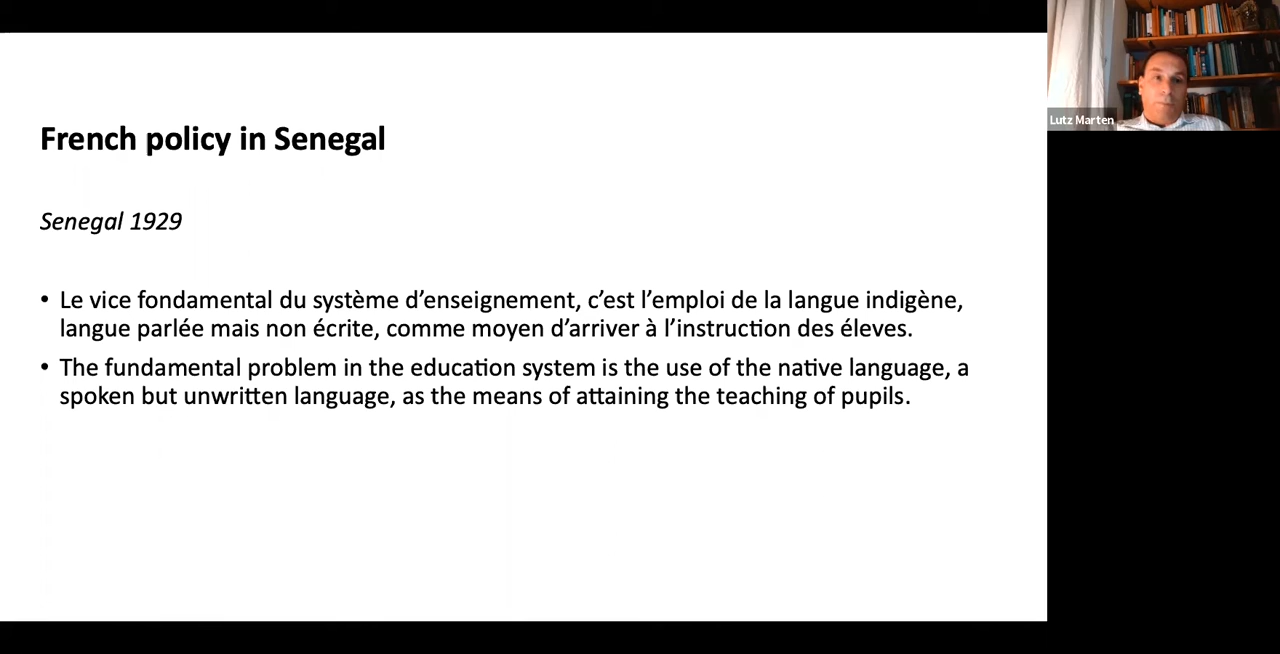 French policy in Senegal
Senegal 1929
• Le vice fondamental du système d’enseignement, c’est l’emploi de la langue indigène,
langue parlée mais non écrite, comme moyen d’arriver à l’instruction des éleves.
• The fundamental problem in the education system is the use of the native language, a
spoken but unwritten language, as the means of attaining the teaching of pupils.
Lutz Marten